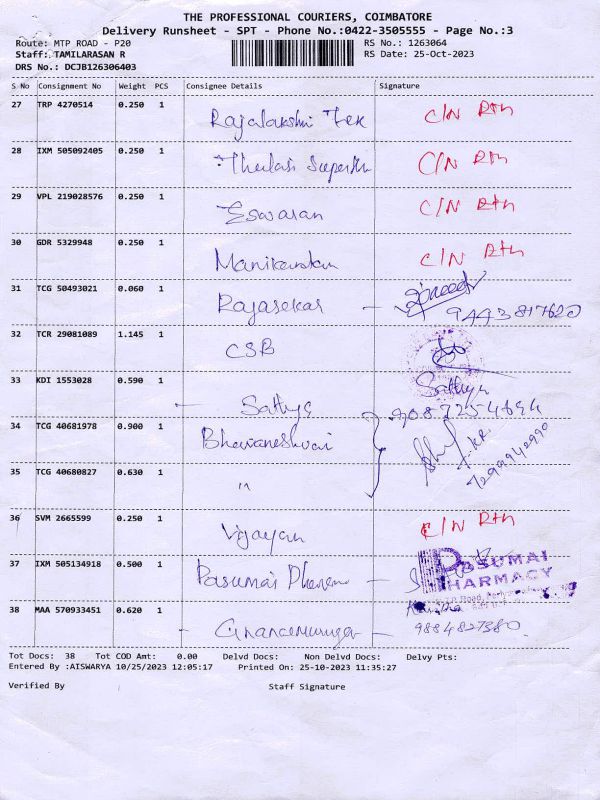 THE PROFESSIONAL COURIERS, COIMBATORE
Delivery Runsheet - SPT - Phone No.:0422-3505555 - Page No.:3
Route: MTP ROAD - P20 RS No.: 1263064
Staff: TAMILARASAN R RS Date: 25-Oct-2023
DRS No.: DCJB126306403
S No Consignment No Weight PCS Consignee Details Signature
27 TRP 4270514 0.250 1 Rajalakshmi Tex C/N Rtn
28 IXM 505092405 0.250 1 Thulasi C/N Rtn
29 VPL 219028576 0.250 1 Eswaran C/N Rtn
30 GDR 5329948 0.250 1 Manikandan C/N Rtn
31 TCG 50493021 0.060 1 Rajasekar - 9443817620
32 TCR 29081089 1.145 1 CSB
33 KDI 1553028 0.590 1 - Sathya Sathya
9087254694
34 TCG 40681978 0.900 1 Bhuvaneshwari
7299942990
35 TCG 40680827 0.630 1 "
36 SVM 2665599 0.250 1 Vijayan C/N Rtn
37 IXM 505134918 0.500 1 Pasumai - PASUMAI
PHARMACY
38 MAA 570933451 0.620 1 - Gnanamurugan - 9884827380
Tot Docs: 38 Tot COD Amt: 0.00 Delvd Docs: Non Delvd Docs: Delvy Pts:
Entered By :AISWARYA 10/25/2023 12:05:17 Printed On: 25-10-2023 11:35:27
Verified By Staff Signature